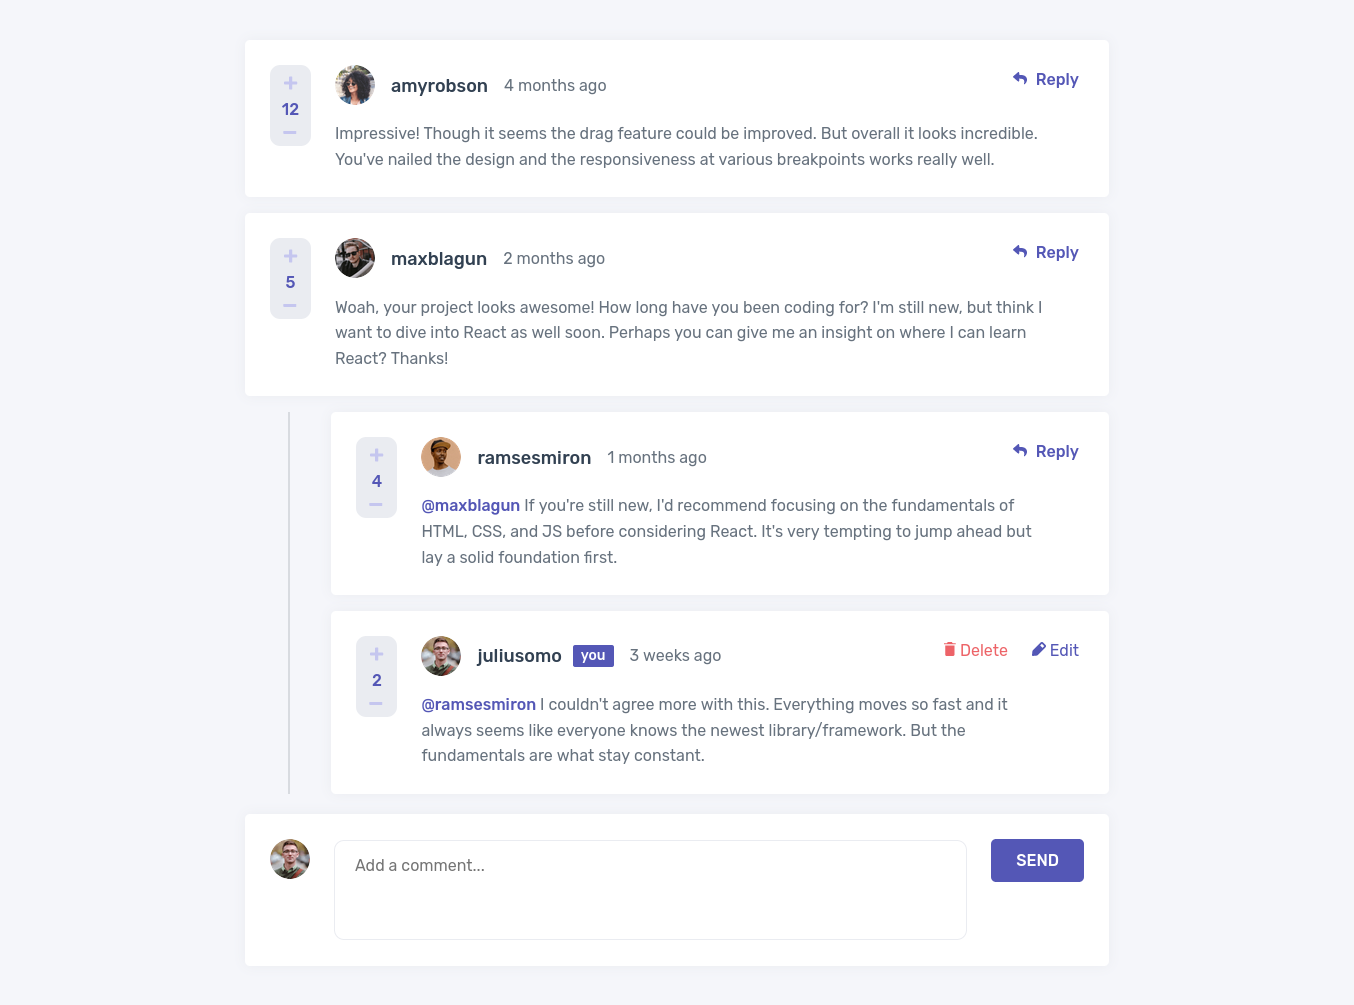 +
12
−
amyrobson 4 months ago Reply
Impressive! Though it seems the drag feature could be improved. But overall it looks incredible.
You've nailed the design and the responsiveness at various breakpoints works really well.
+
5
−
maxblagun 2 months ago Reply
Woah, your project looks awesome! How long have you been coding for? I'm still new, but think I
want to dive into React as well soon. Perhaps you can give me an insight on where I can learn
React? Thanks!
+
4
−
ramsesmiron 1 months ago Reply
@maxblagun If you're still new, I'd recommend focusing on the fundamentals of
HTML, CSS, and JS before considering React. It's very tempting to jump ahead but
lay a solid foundation first.
+
2
−
juliusomo you 3 weeks ago Delete Edit
@ramsesmiron I couldn't agree more with this. Everything moves so fast and it
always seems like everyone knows the newest library/framework. But the
fundamentals are what stay constant.
Add a comment... SEND